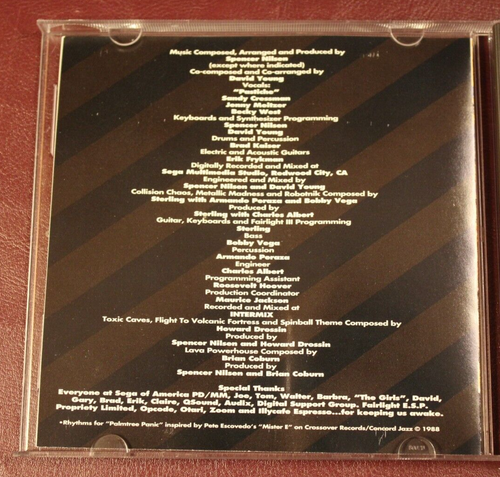 Music Composed, Arranged and Produced by
Spencer Nilsen
(except where indicated)
Co-composed and Co-arranged by
David Young
Vocals:
"Pastiche"
Sandy Cressman
Jenny Meltzer
Becky West
Keyboards and Synthesizer Programming
Spencer Nilsen
David Young
Drums and Percussion
Brad Kaiser
Electric and Acoustic Guitars
Erik Frykman
Digitally Recorded and Mixed at
Sega Multimedia Studio, Redwood City, CA
Engineered and Mixed by
Spencer Nilsen and David Young
Collision Chaos, Metallic Madness and Robotnik Composed by
Sterling with Armando Peraza and Bobby Vega
Produced by
Sterling with Charles Albert
Guitar, Keyboards and Fairlight III Programming
Sterling
Bass
Bobby Vega
Percussion
Armando Peraza
Engineer
Charles Albert
Programming Assistant
Roosevelt Hoover
Production Coordinator
Maurice Jackson
Recorded and Mixed at
INTERMIX
Toxic Caves, Flight To Volcanic Fortress and Spinball Theme Composed by
Howard Drossin
Produced by
Spencer Nilsen and Howard Drossin
Lava Powerhouse Composed by
Brian Coburn
Produced by
Spencer Nilsen and Brian Coburn
Special Thanks
Everyone at Sega of America PD/MM, Joe, Tom, Walter, Barbra, "The Girls", David,
Gary, Brad, Erik, Claire, QSound, Audix, Digital Support Group. Fairlight E.S.P.
Propriety Limited, Opcode, Otari, Zoom and Illycafe Espresso...for keeping us awake.
*Rhythms for "Palmtree Panic" inspired by Pete Escovedo's "Mister E" on Crossover Records/Concord Jazz © 1988